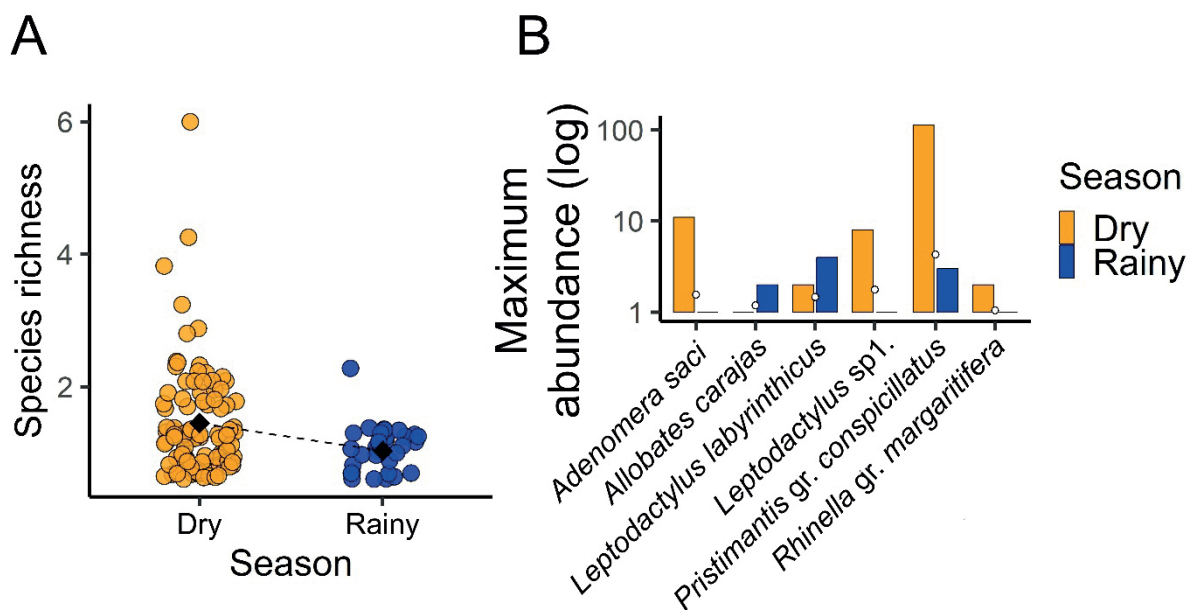 A
Species richness
6
4
2
Dry
Rainy
Season
B
Maximum
abundance (log)
100
10
1
Adenomera saci
Allobates carajas
Leptodactylus labyrinthicus
Leptodactylus sp1.
Pristimantis gr. conspicillatus
Rhinella gr. margaritifera
Season
Dry
Rainy